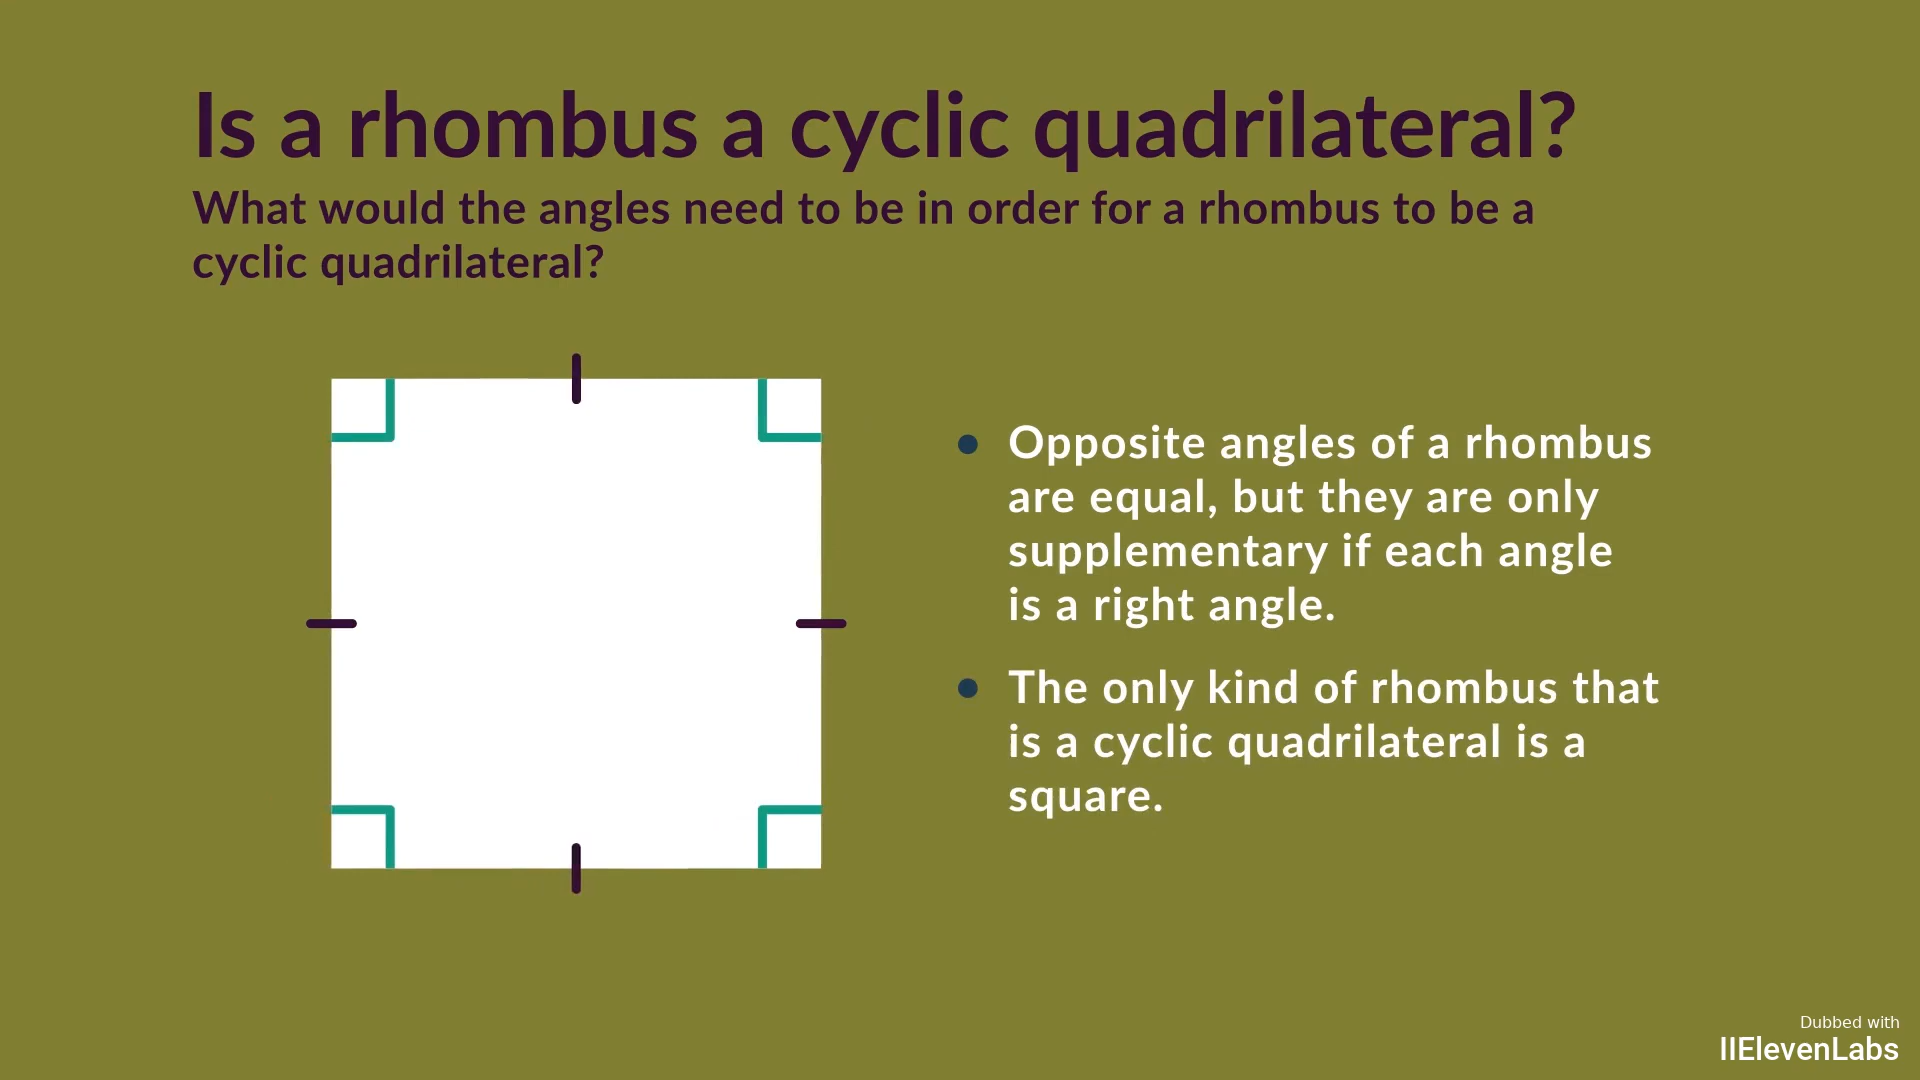 Is a rhombus a cyclic quadrilateral?
What would the angles need to be in order for a rhombus to be a
cyclic quadrilateral?
• Opposite angles of a rhombus
are equal, but they are only
supplementary if each angle
is a right angle.
• The only kind of rhombus that
is a cyclic quadrilateral is a
square.
Dubbed with
IIElevenLabs